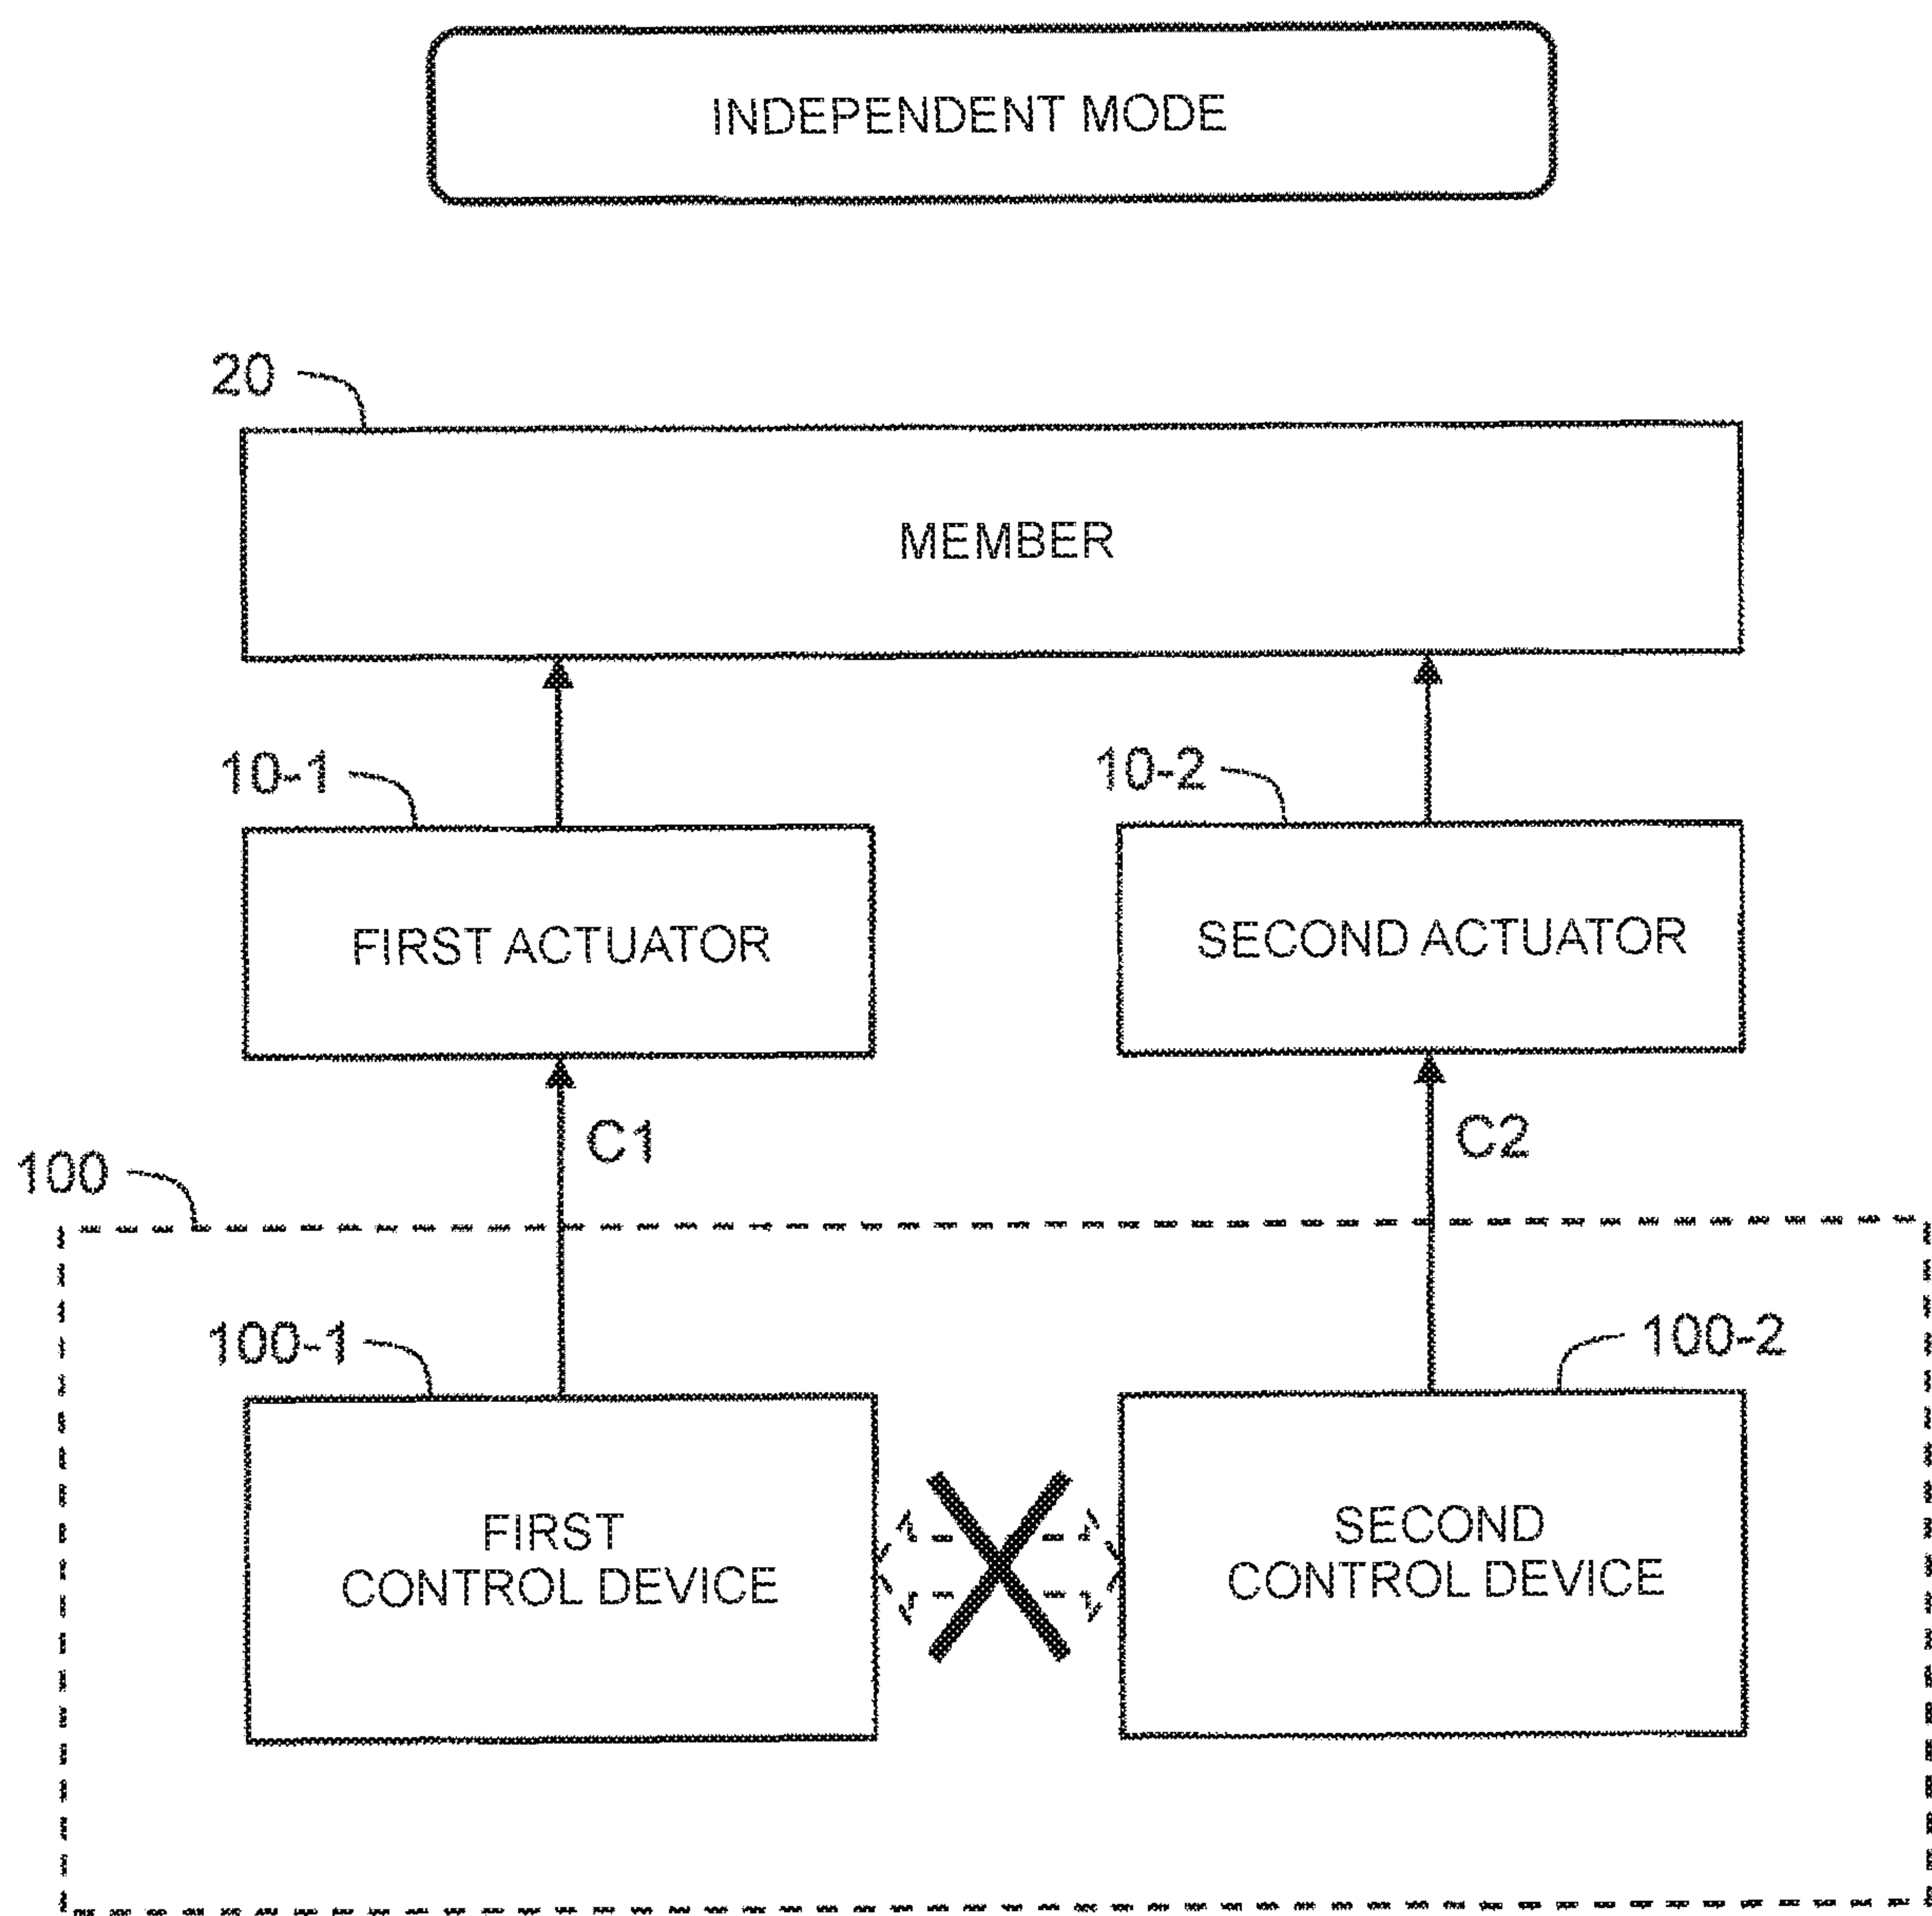 INDEPENDENT MODE
20
MEMBER
10-1
10-2
FIRST ACTUATOR
SECOND ACTUATOR
C1
C2
100
100-1
100-2
FIRST
CONTROL DEVICE
SECOND
CONTROL DEVICE